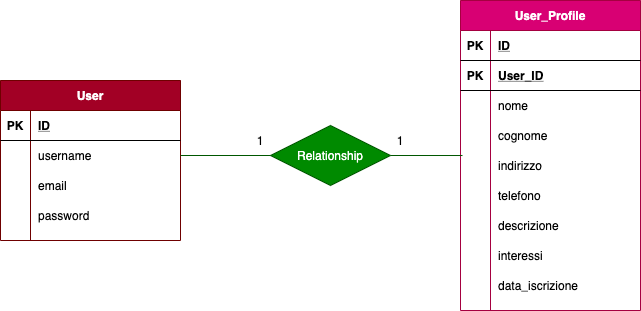 User
PK ID
username
email
password
1
Relationship
1
User_Profile
PK ID
PK User_ID
nome
cognome
indirizzo
telefono
descrizione
interessi
data_iscrizione